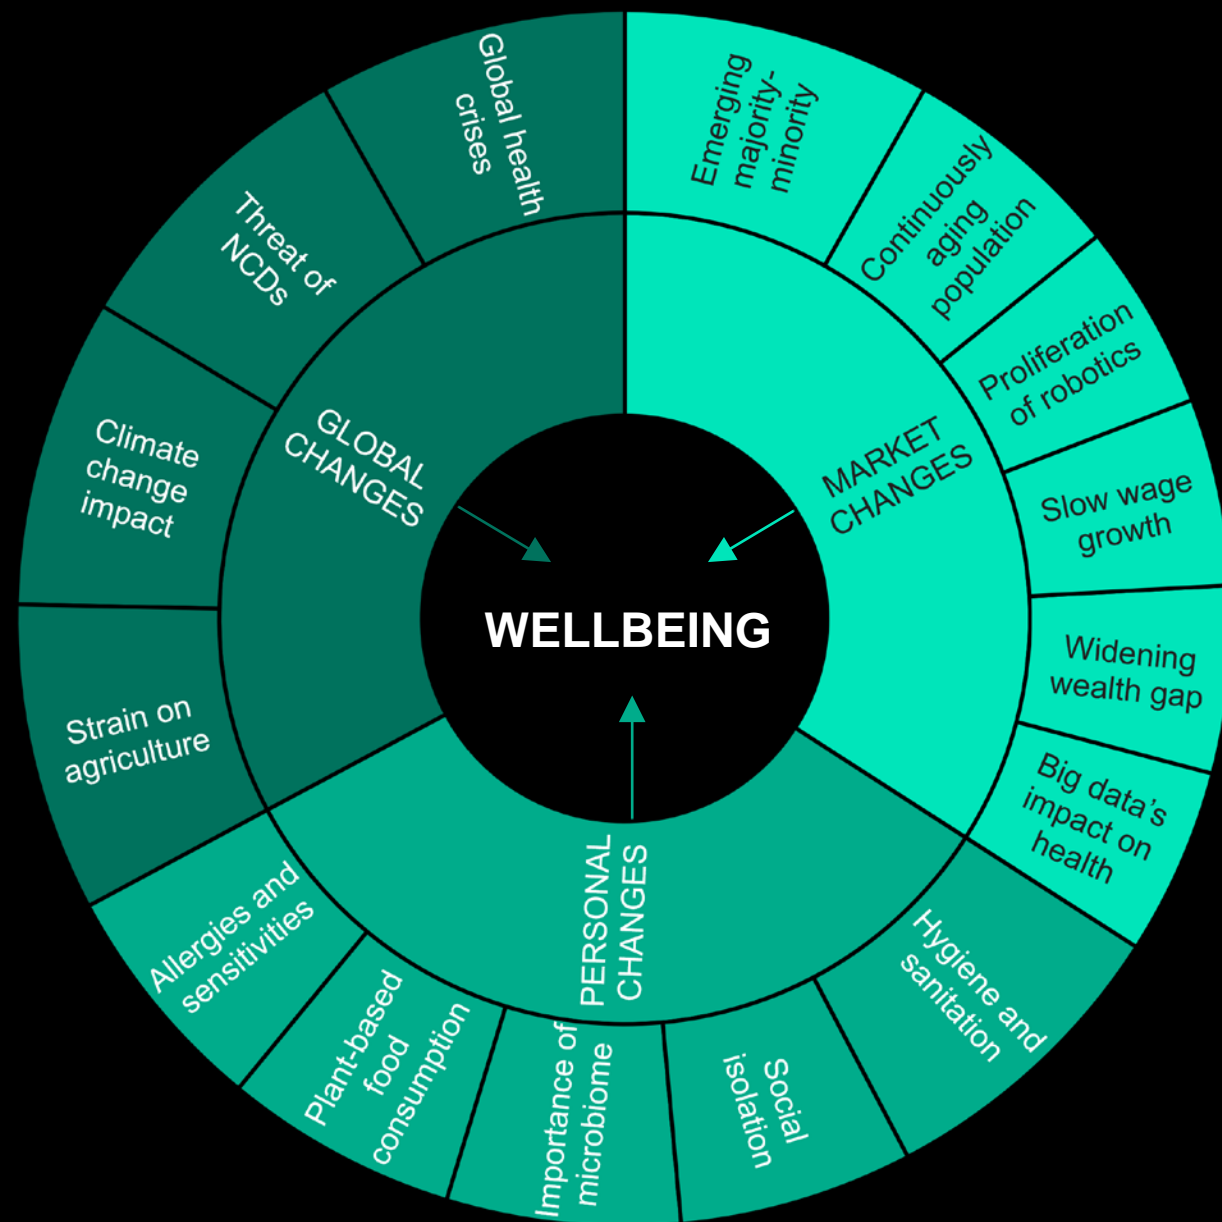 WELLBEING
GLOBAL
CHANGES
Global health
crises
Threat of
NCDs
Climate
change
impact
Strain on
agriculture
MARKET
CHANGES
Emerging
majority-
minority
Continuously
aging
population
Proliferation
of robotics
Slow wage
growth
Widening
wealth gap
Big data’s
impact on
health
PERSONAL
CHANGES
Hygiene and
sanitation
Social
isolation
Importance of
microbiome
Plant-based
food
consumption
Allergies and
sensitivities